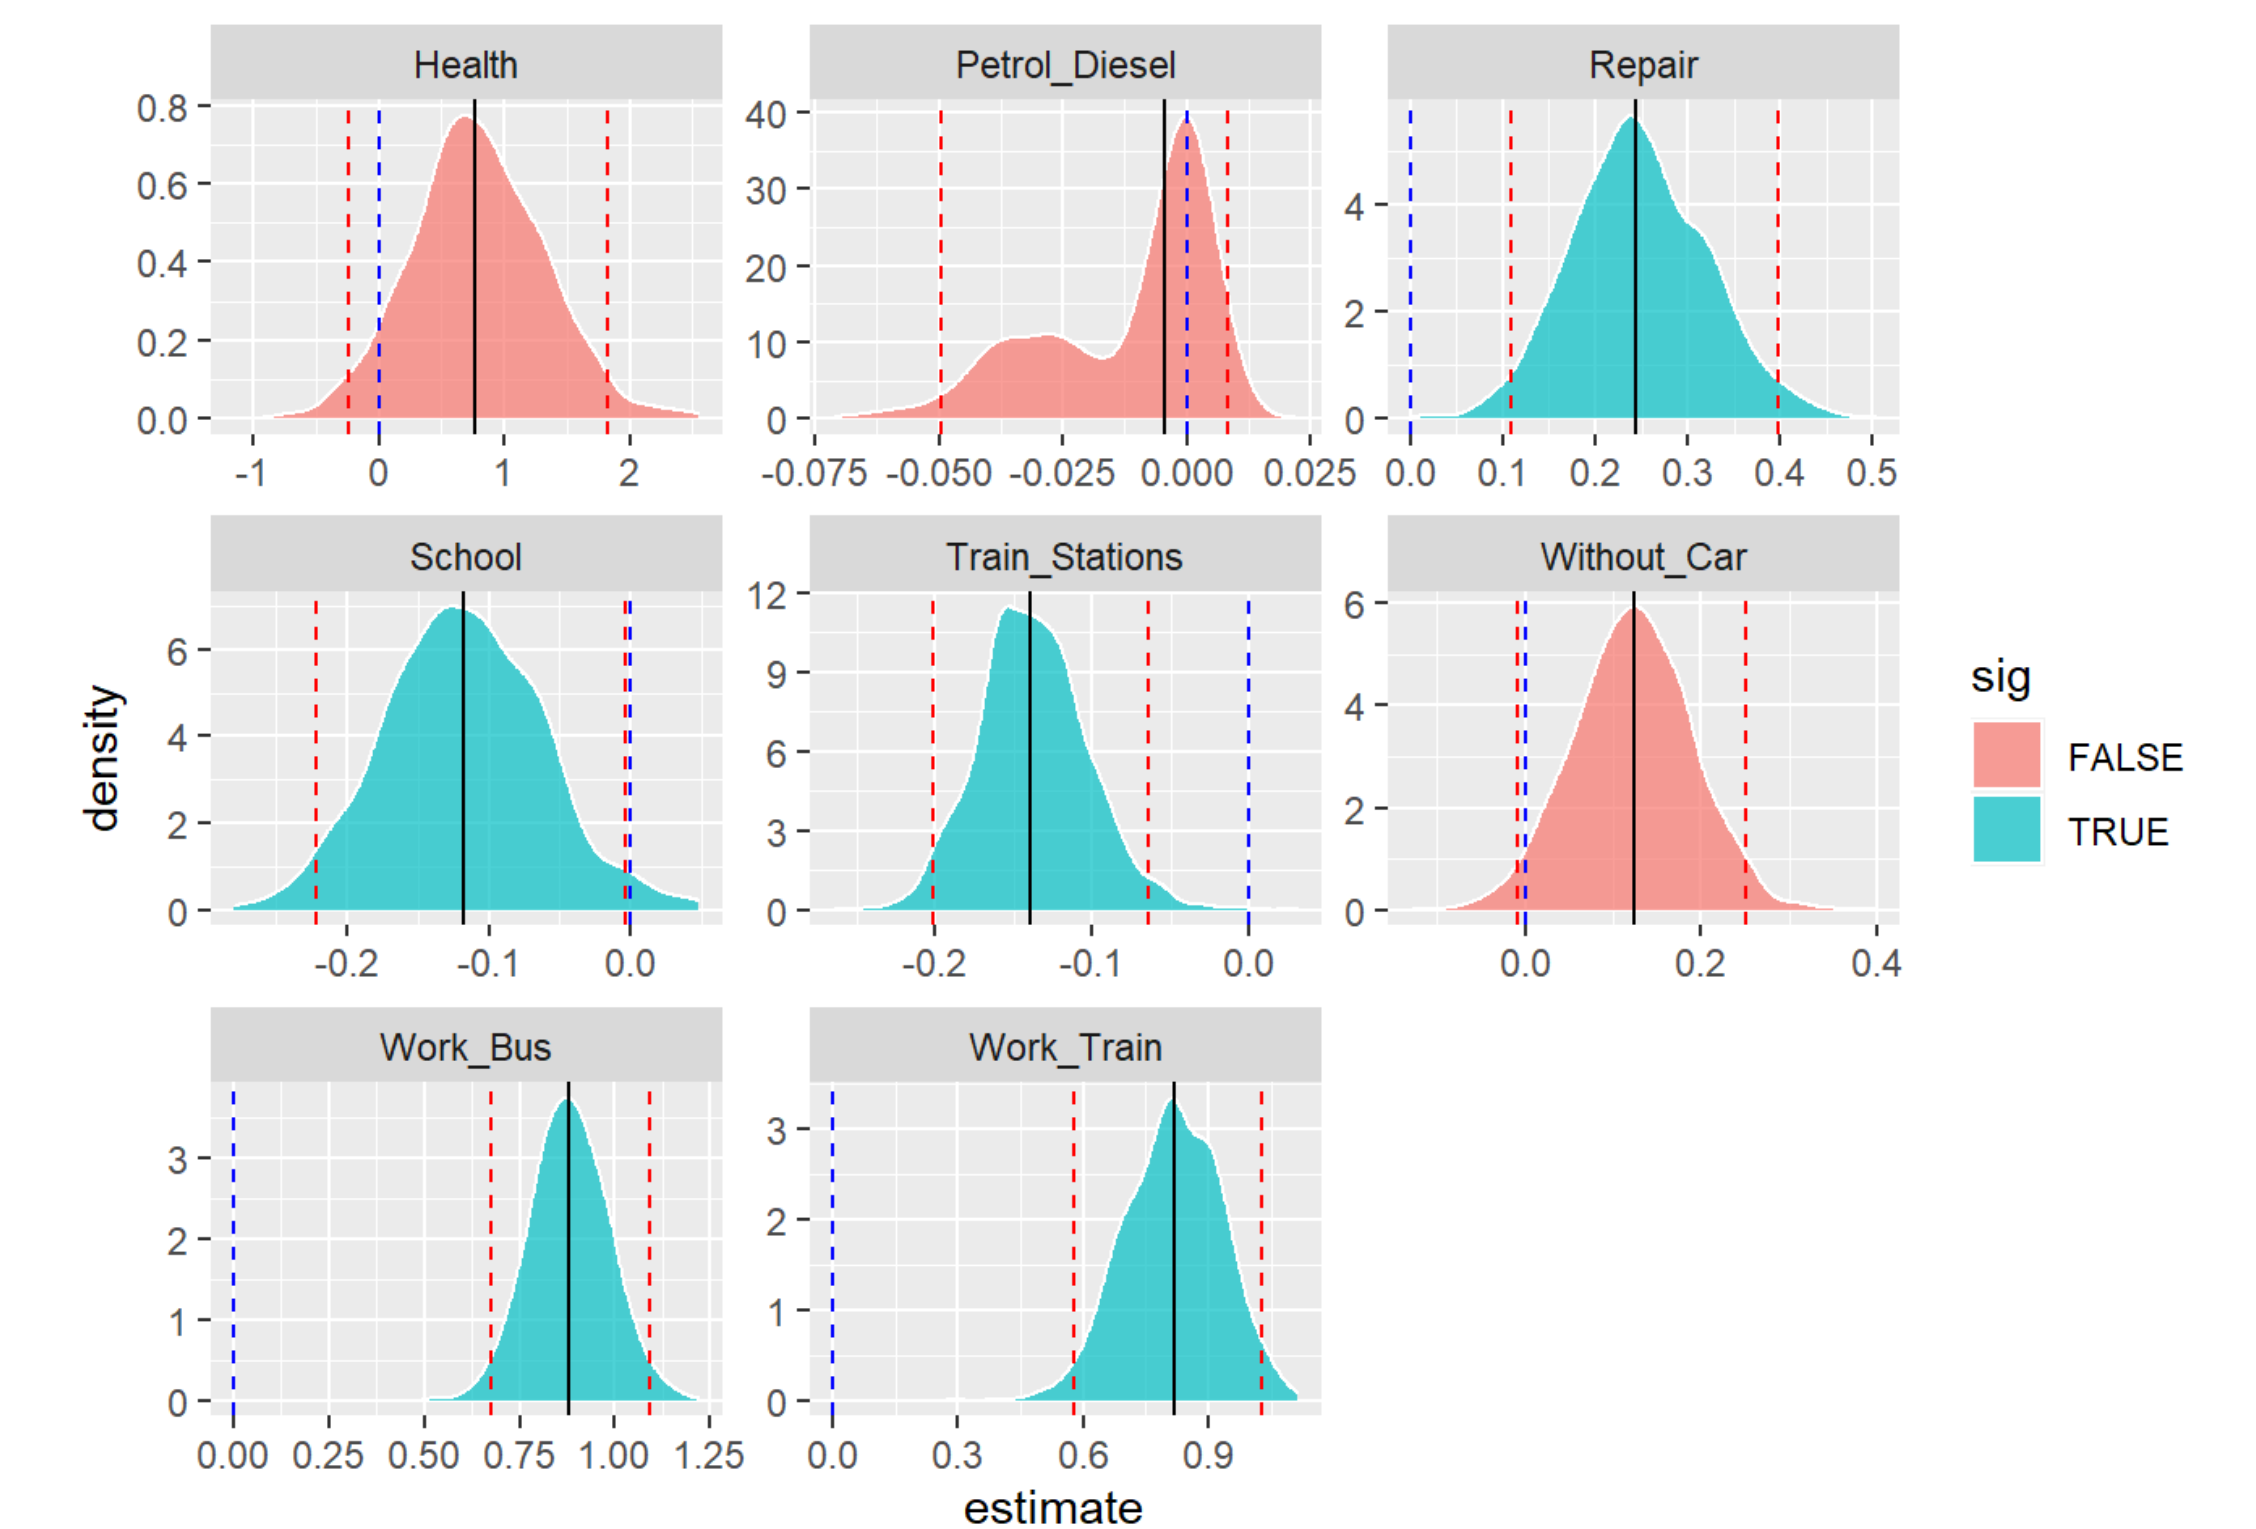 Health
Petrol_Diesel
Repair
0.8
0.6
0.4
0.2
0.0
-1 0 1 2
40
30
20
10
0
-0.075 -0.050 -0.025 0.000 0.025
4
2
0
0.0 0.1 0.2 0.3 0.4 0.5
School
Train_Stations
Without_Car
6
4
2
0
-0.2 -0.1 0.0
12
9
6
3
0
-0.2 -0.1 0.0
6
4
2
0
0.0 0.2 0.4
Work_Bus
Work_Train
3
2
1
0
0.00 0.25 0.50 0.75 1.00 1.25
3
2
1
0
0.0 0.3 0.6 0.9
density
estimate
sig
FALSE
TRUE